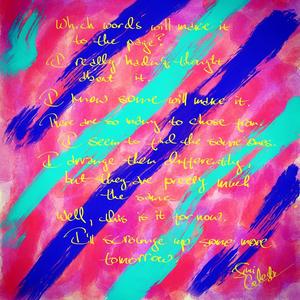 Which words will make it
to the page?
I really hadn't thought
about it.
I know some will make it.
There are so many to chose from.
I seem to find the same ones.
I arrange them differently,
but they are pretty much
the same
Well, this is it for now.
I'll scrounge up some more
tomorrow.
Celeste